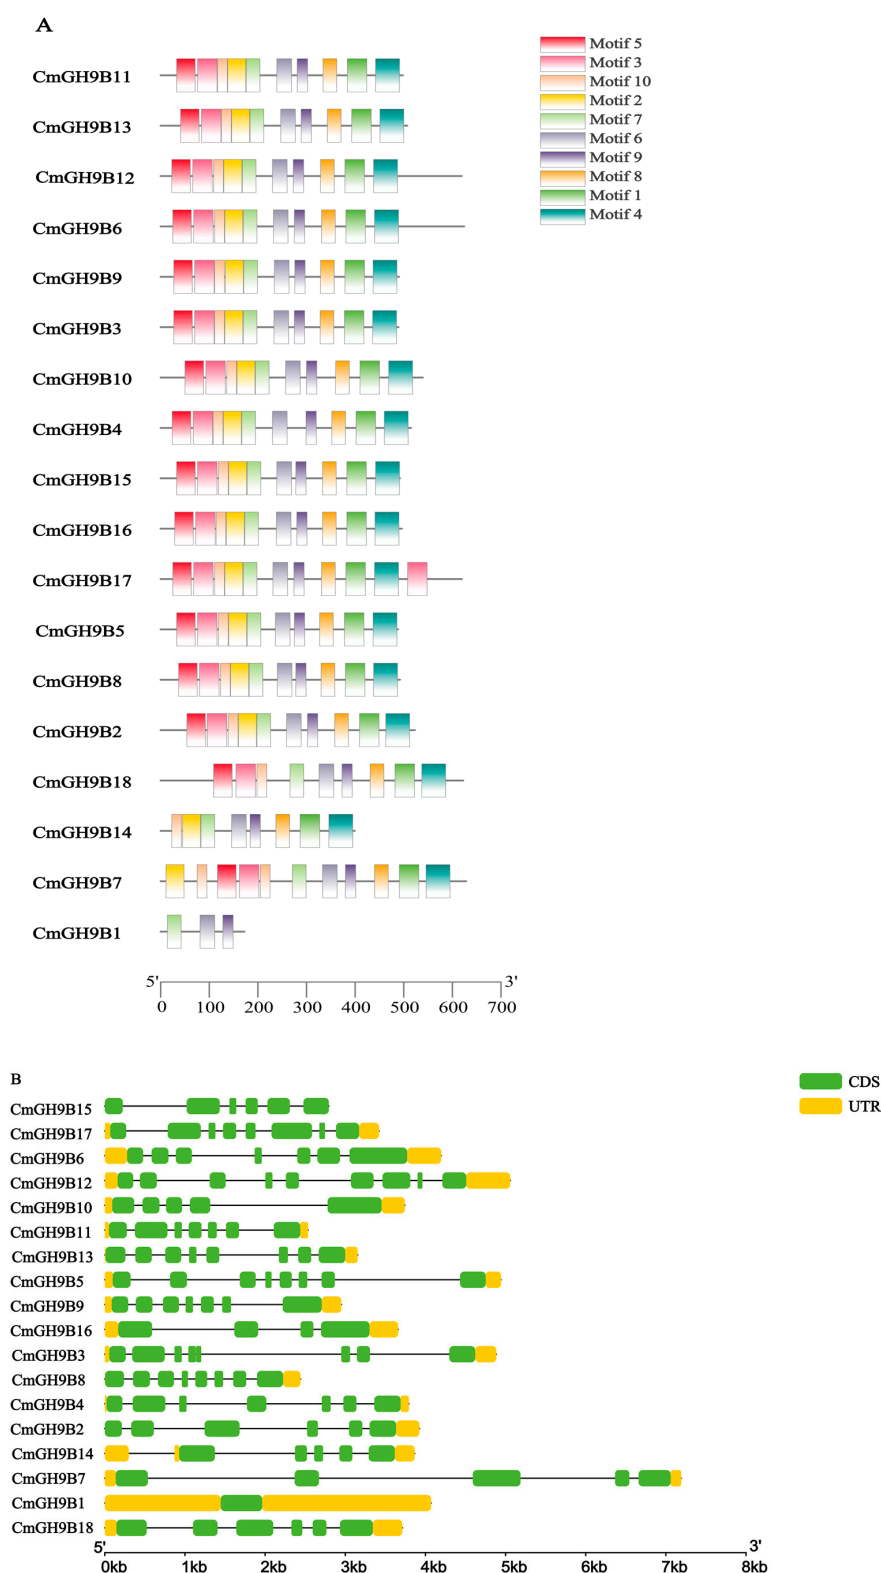 A
Motif 5
Motif 3
Motif 10
Motif 2
Motif 7
Motif 6
Motif 9
Motif 8
Motif 1
Motif 4
CmGH9B11
CmGH9B13
CmGH9B12
CmGH9B6
CmGH9B9
CmGH9B3
CmGH9B10
CmGH9B4
CmGH9B15
CmGH9B16
CmGH9B17
CmGH9B5
CmGH9B8
CmGH9B2
CmGH9B18
CmGH9B14
CmGH9B7
CmGH9B1
5' 3'
0 100 200 300 400 500 600 700
B
CDS
UTR
CmGH9B15
CmGH9B17
CmGH9B6
CmGH9B12
CmGH9B10
CmGH9B11
CmGH9B13
CmGH9B5
CmGH9B9
CmGH9B16
CmGH9B3
CmGH9B8
CmGH9B4
CmGH9B2
CmGH9B14
CmGH9B7
CmGH9B1
CmGH9B18
5' 3'
0kb 1kb 2kb 3kb 4kb 5kb 6kb 7kb 8kb